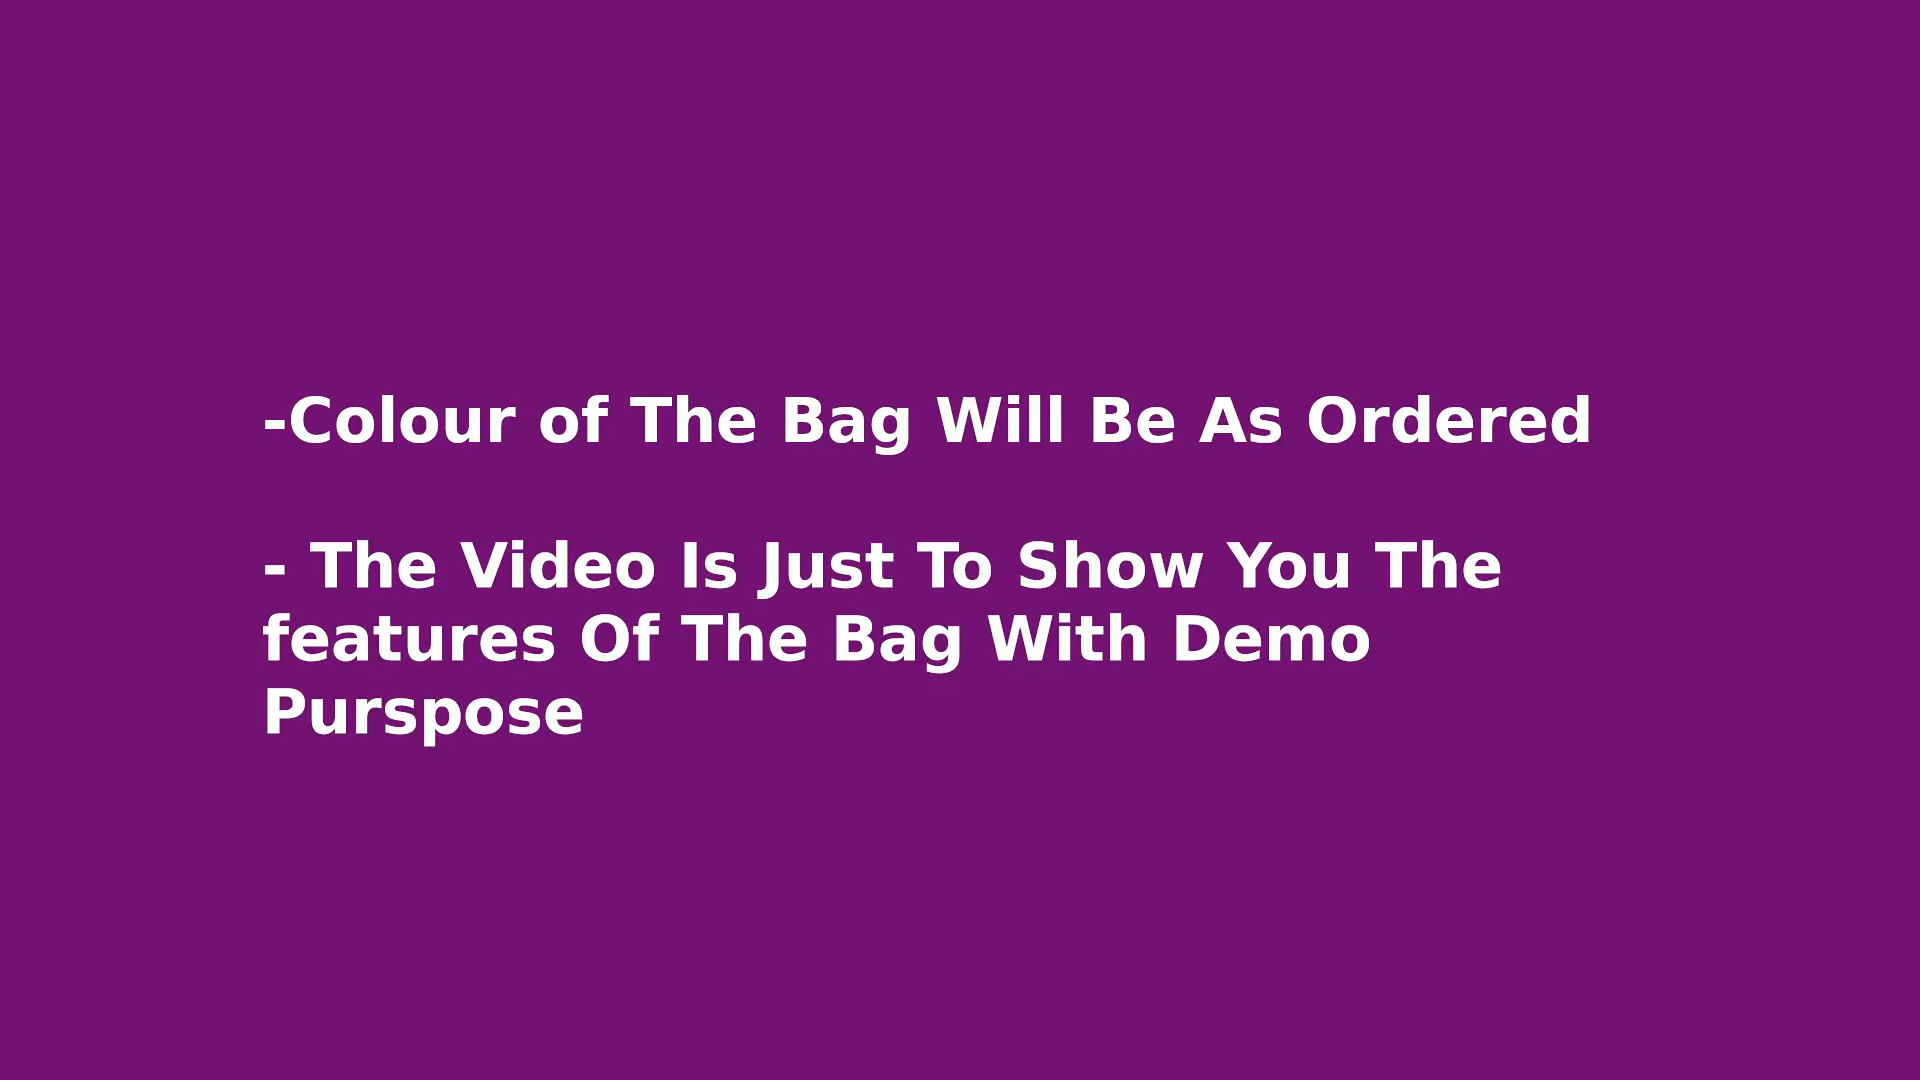 -Colour of The Bag Will Be As Ordered
- The Video Is Just To Show You The
features Of The Bag With Demo
Purspose